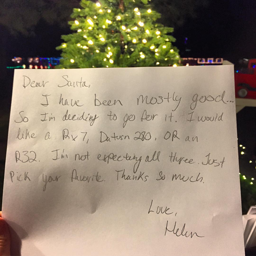 Dear Santa,
I have been mostly good...
So I'm deciding to go for it. I would
like a Rx7, Datsun 280, OR an
R32. I'm not expecting all three. Just
Pick your favorite. Thanks so much.
Love,
Helen